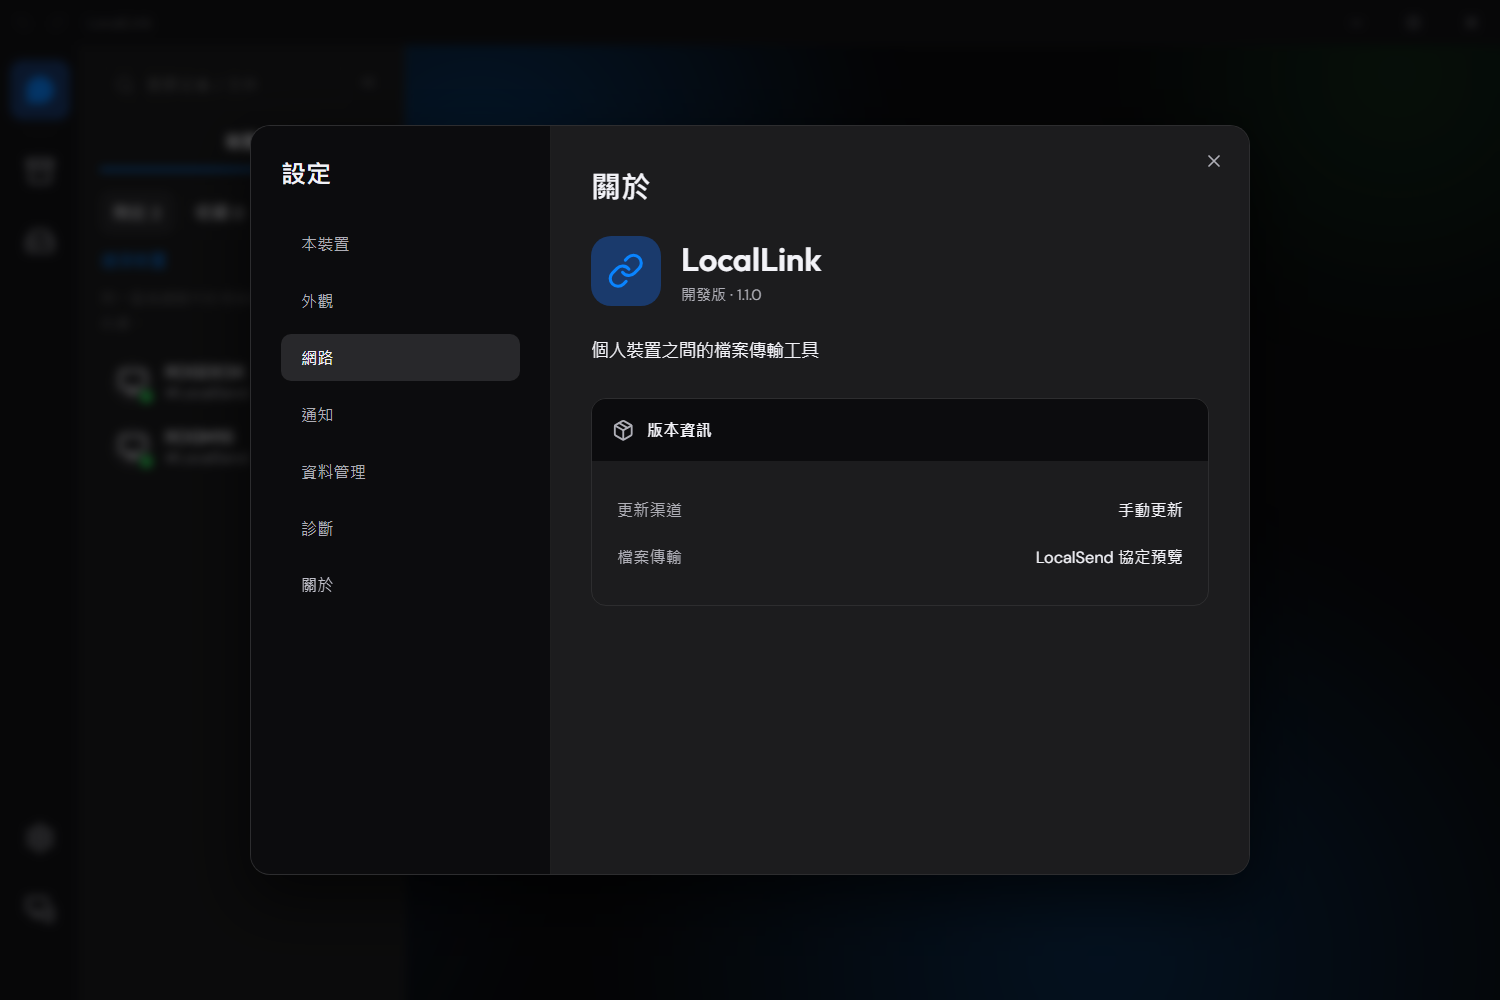 設定
本裝置
外觀
網路
通知
資料管理
診斷
關於
關於
LocalLink
開發版 · 1.1.0
個人裝置之間的檔案傳輸工具
版本資訊
更新渠道 手動更新
檔案傳輸 LocalSend 協定預覽